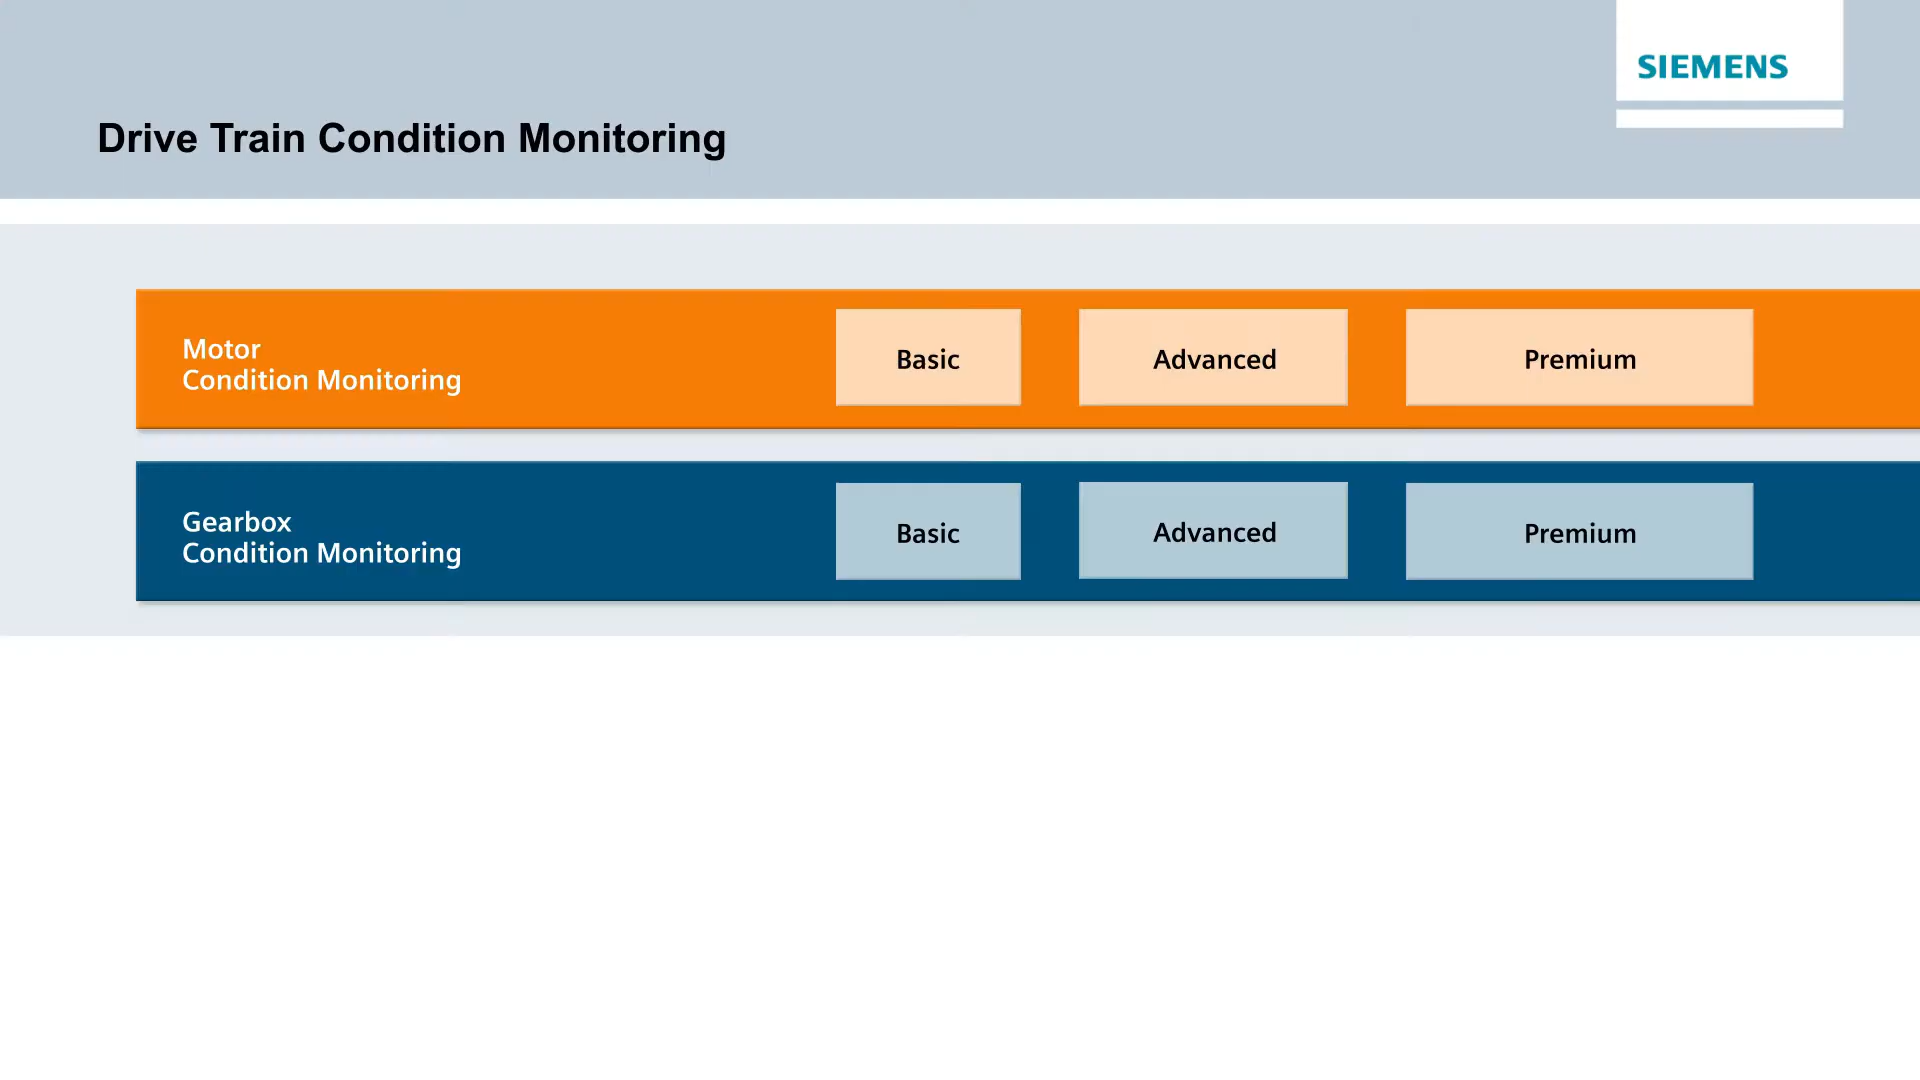 SIEMENS
Drive Train Condition Monitoring
Motor
Condition Monitoring
Basic
Advanced
Premium
Gearbox
Condition Monitoring
Basic
Advanced
Premium